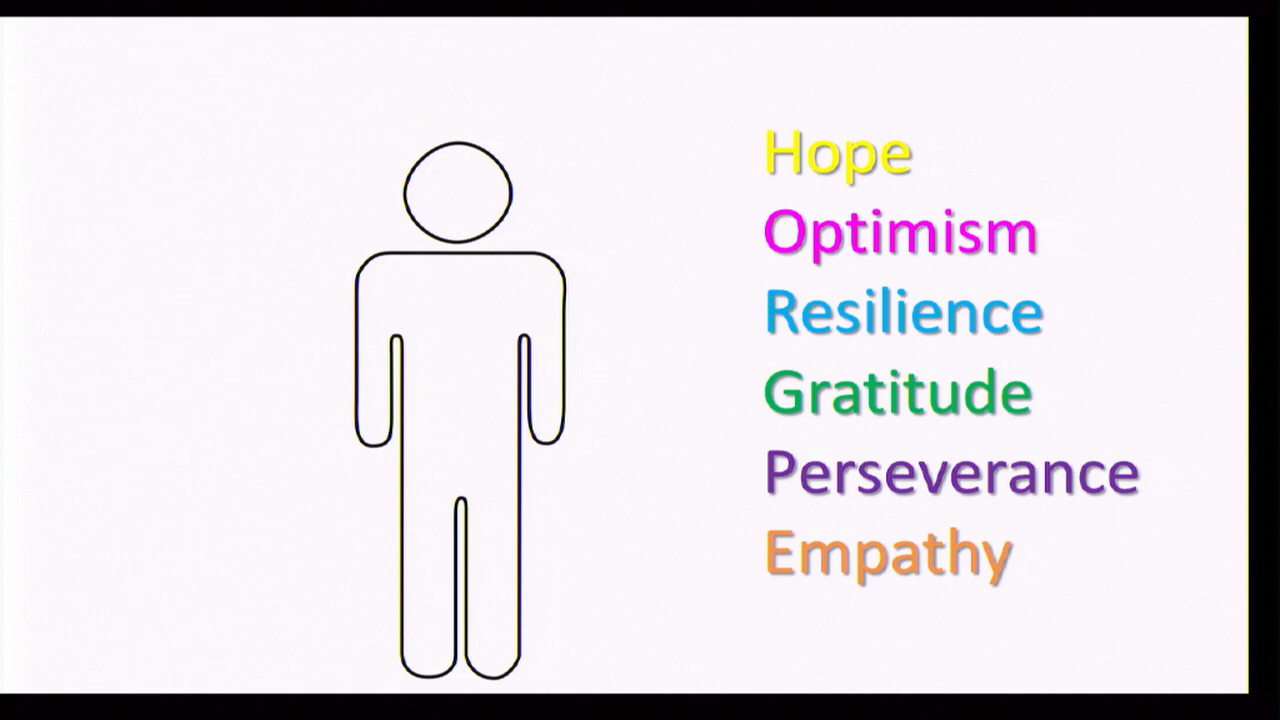 Hope
Optimism
Resilience
Gratitude
Perseverance
Empathy